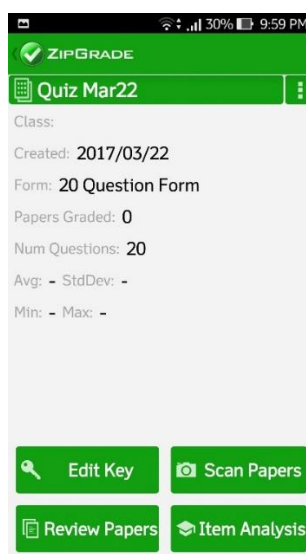 30% 9:59 PM
ZIPGRADE
Quiz Mar22
Class:
Created: 2017/03/22
Form: 20 Question Form
Papers Graded: 0
Num Questions: 20
Avg: - StdDev: -
Min: - Max: -
Edit Key
Scan Papers
Review Papers
Item Analysis